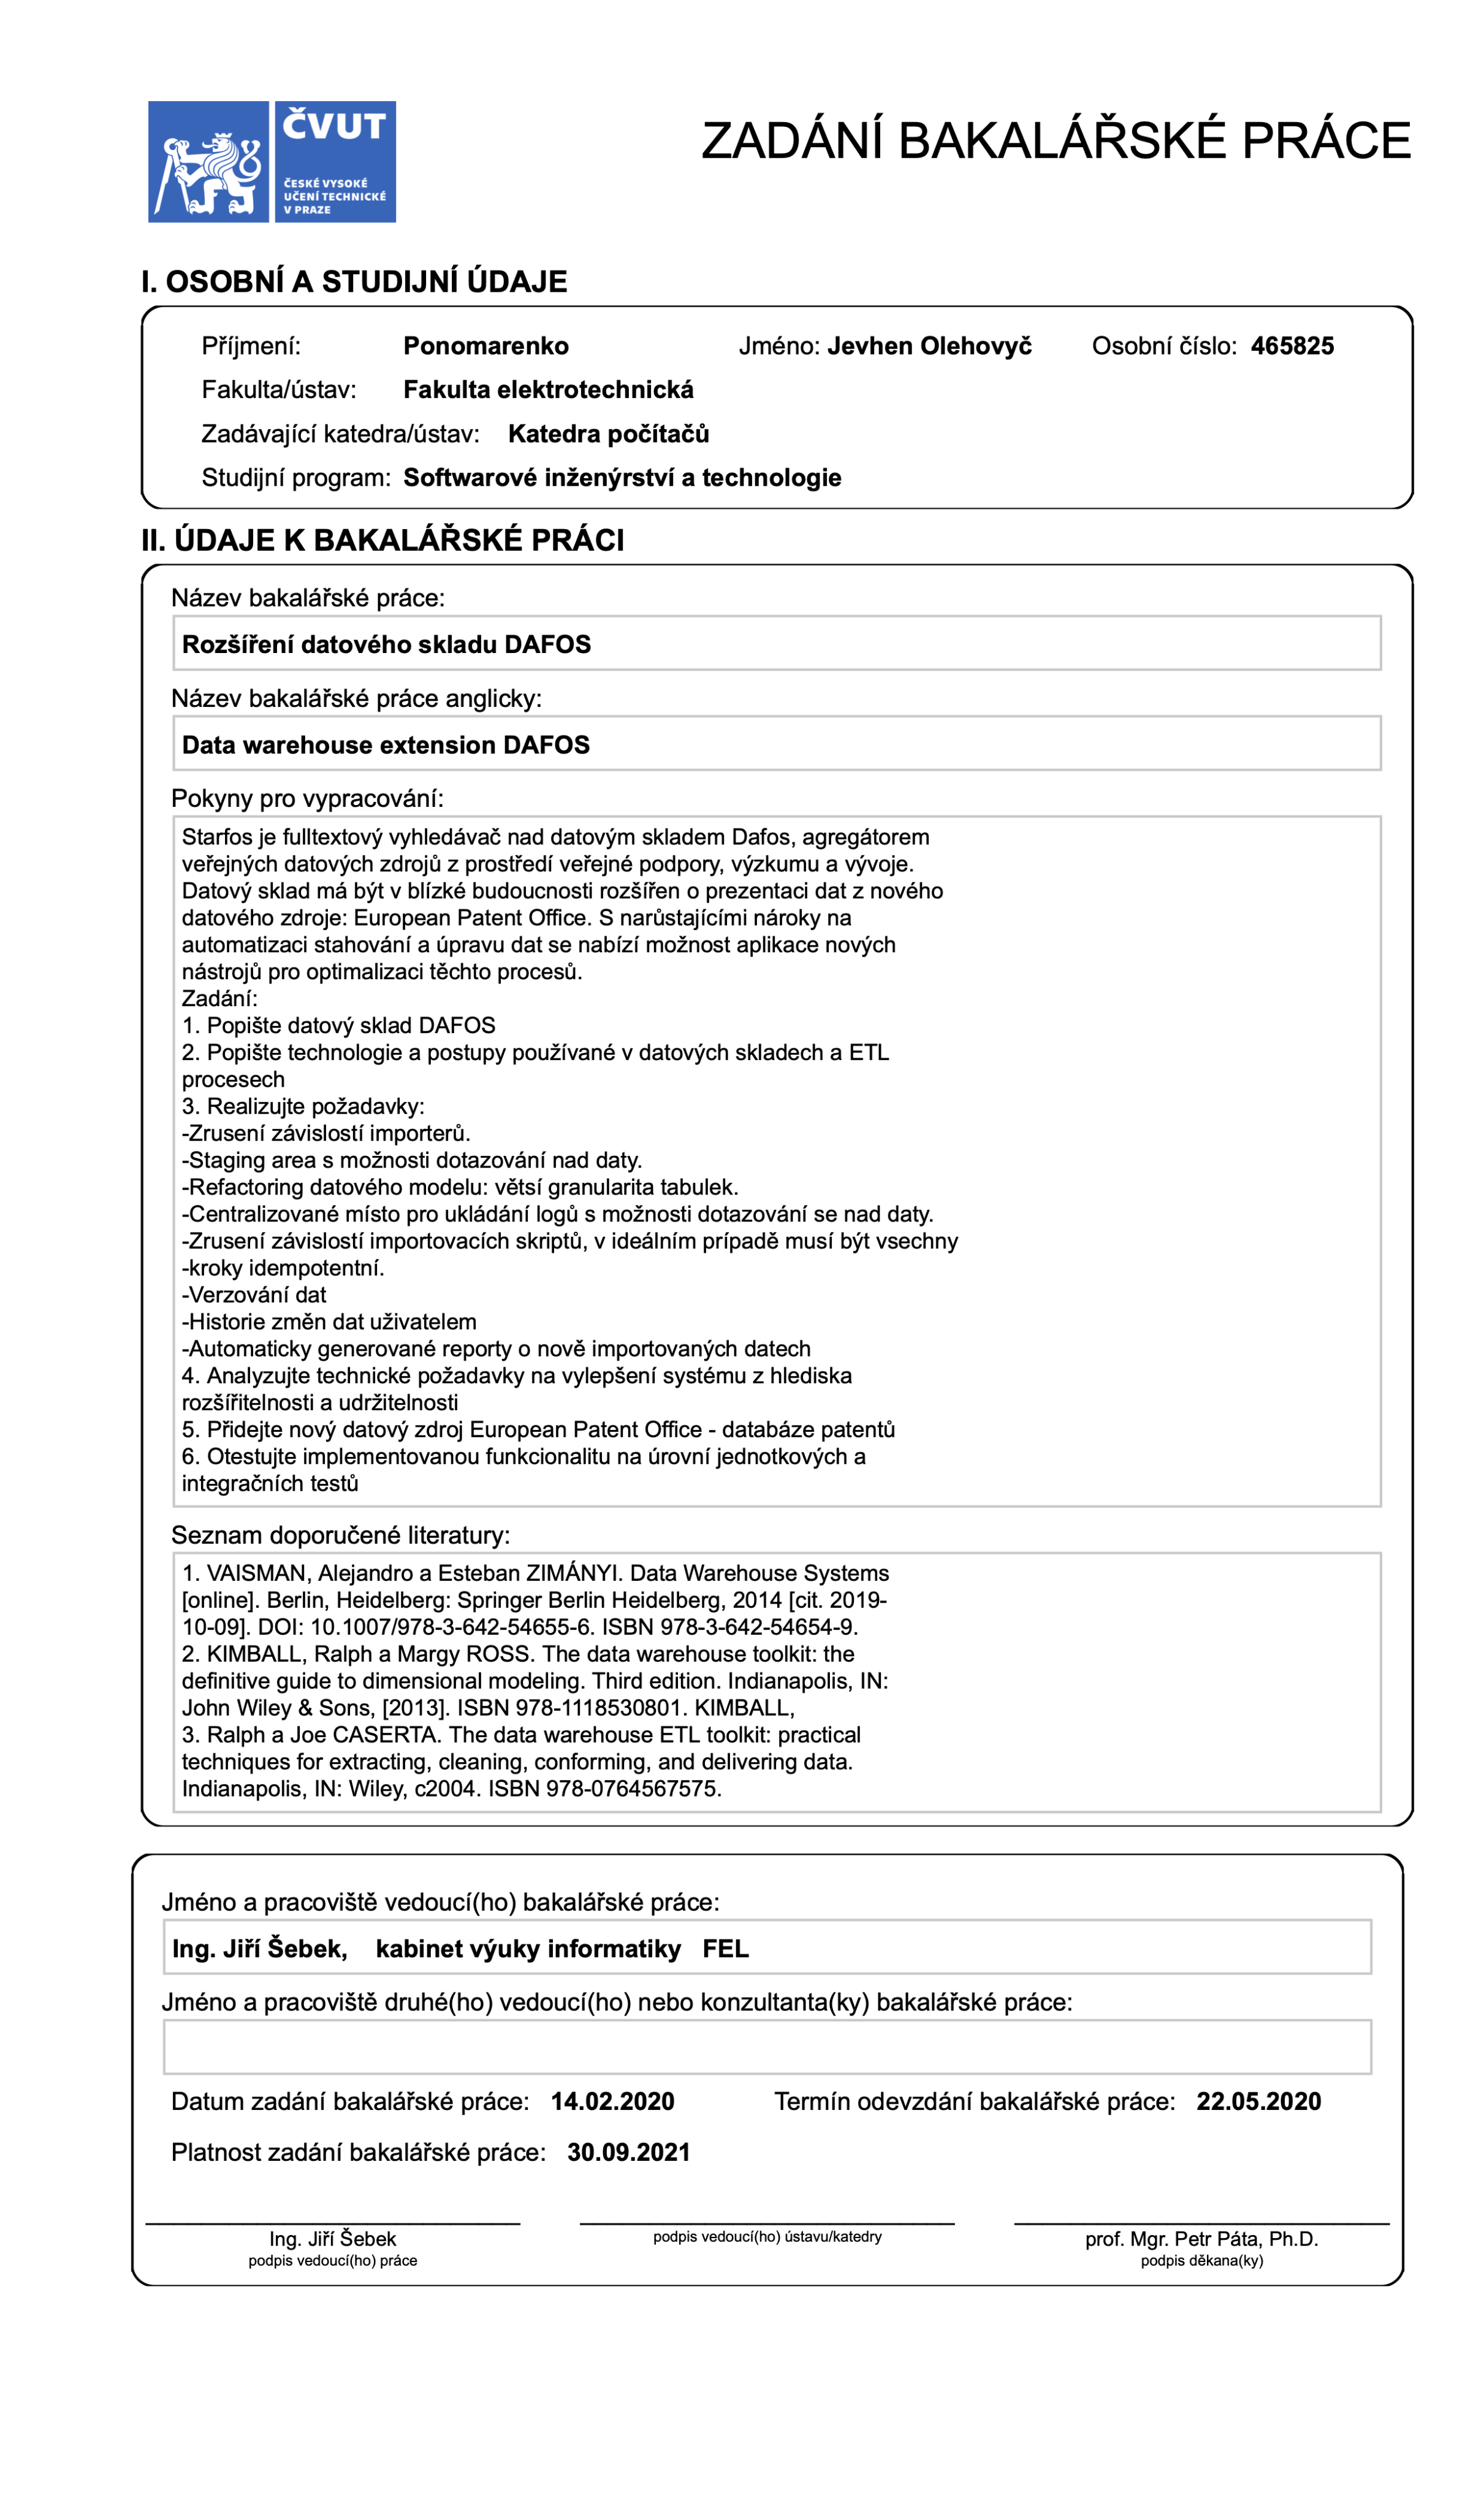 ČVUT
ČESKÉ VYSOKÉ
UČENÍ TECHNICKÉ
V PRAZE
ZADÁNÍ BAKALÁŘSKÉ PRÁCE
I. OSOBNÍ A STUDIJNÍ ÚDAJE
Příjmení: Ponomarenko Jméno: Jevhen Olehovyč Osobní číslo: 465825
Fakulta/ústav: Fakulta elektrotechnická
Zadávající katedra/ústav: Katedra počítačů
Studijní program: Softwarové inženýrství a technologie
II. ÚDAJE K BAKALÁŘSKÉ PRÁCI
Název bakalářské práce:
Rozšíření datového skladu DAFOS
Název bakalářské práce anglicky:
Data warehouse extension DAFOS
Pokyny pro vypracování:
Starfos je fulltextový vyhledávač nad datovým skladem Dafos, agregátorem
veřejných datových zdrojů z prostředí veřejné podpory, výzkumu a vývoje.
Datový sklad má být v blízké budoucnosti rozšířen o prezentaci dat z nového
datového zdroje: European Patent Office. S narůstajícími nároky na
automatizaci stahování a úpravu dat se nabízí možnost aplikace nových
nástrojů pro optimalizaci těchto procesů.
Zadání:
1. Popište datový sklad DAFOS
2. Popište technologie a postupy používané v datových skladech a ETL
procesech
3. Realizujte požadavky:
-Zrusení závislostí importerů.
-Staging area s možnosti dotazování nad daty.
-Refactoring datového modelu: větsí granularita tabulek.
-Centralizované místo pro ukládání logů s možnosti dotazování se nad daty.
-Zrusení závislostí importovacích skriptů, v ideálním prípadě musí být vsechny
-kroky idempotentní.
-Verzování dat
-Historie změn dat uživatelem
-Automaticky generované reporty o nově importovaných datech
4. Analyzujte technické požadavky na vylepšení systému z hlediska
rozšířitelnosti a udržitelnosti
5. Přidejte nový datový zdroj European Patent Office - databáze patentů
6. Otestujte implementovanou funkcionalitu na úrovní jednotkových a
integračních testů
Seznam doporučené literatury:
1. VAISMAN, Alejandro a Esteban ZIMÁNYI. Data Warehouse Systems
[online]. Berlin, Heidelberg: Springer Berlin Heidelberg, 2014 [cit. 2019-
10-09]. DOI: 10.1007/978-3-642-54655-6. ISBN 978-3-642-54654-9.
2. KIMBALL, Ralph a Margy ROSS. The data warehouse toolkit: the
definitive guide to dimensional modeling. Third edition. Indianapolis, IN:
John Wiley & Sons, [2013]. ISBN 978-1118530801. KIMBALL,
3. Ralph a Joe CASERTA. The data warehouse ETL toolkit: practical
techniques for extracting, cleaning, conforming, and delivering data.
Indianapolis, IN: Wiley, c2004. ISBN 978-0764567575.
Jméno a pracoviště vedoucí(ho) bakalářské práce:
Ing. Jiří Šebek, kabinet výuky informatiky FEL
Jméno a pracoviště druhé(ho) vedoucí(ho) nebo konzultanta(ky) bakalářské práce:
Datum zadání bakalářské práce: 14.02.2020 Termín odevzdání bakalářské práce: 22.05.2020
Platnost zadání bakalářské práce: 30.09.2021
Ing. Jiří Šebek
podpis vedoucí(ho) práce
podpis vedoucí(ho) ústavu/katedry
prof. Mgr. Petr Páta, Ph.D.
podpis děkana(ky)